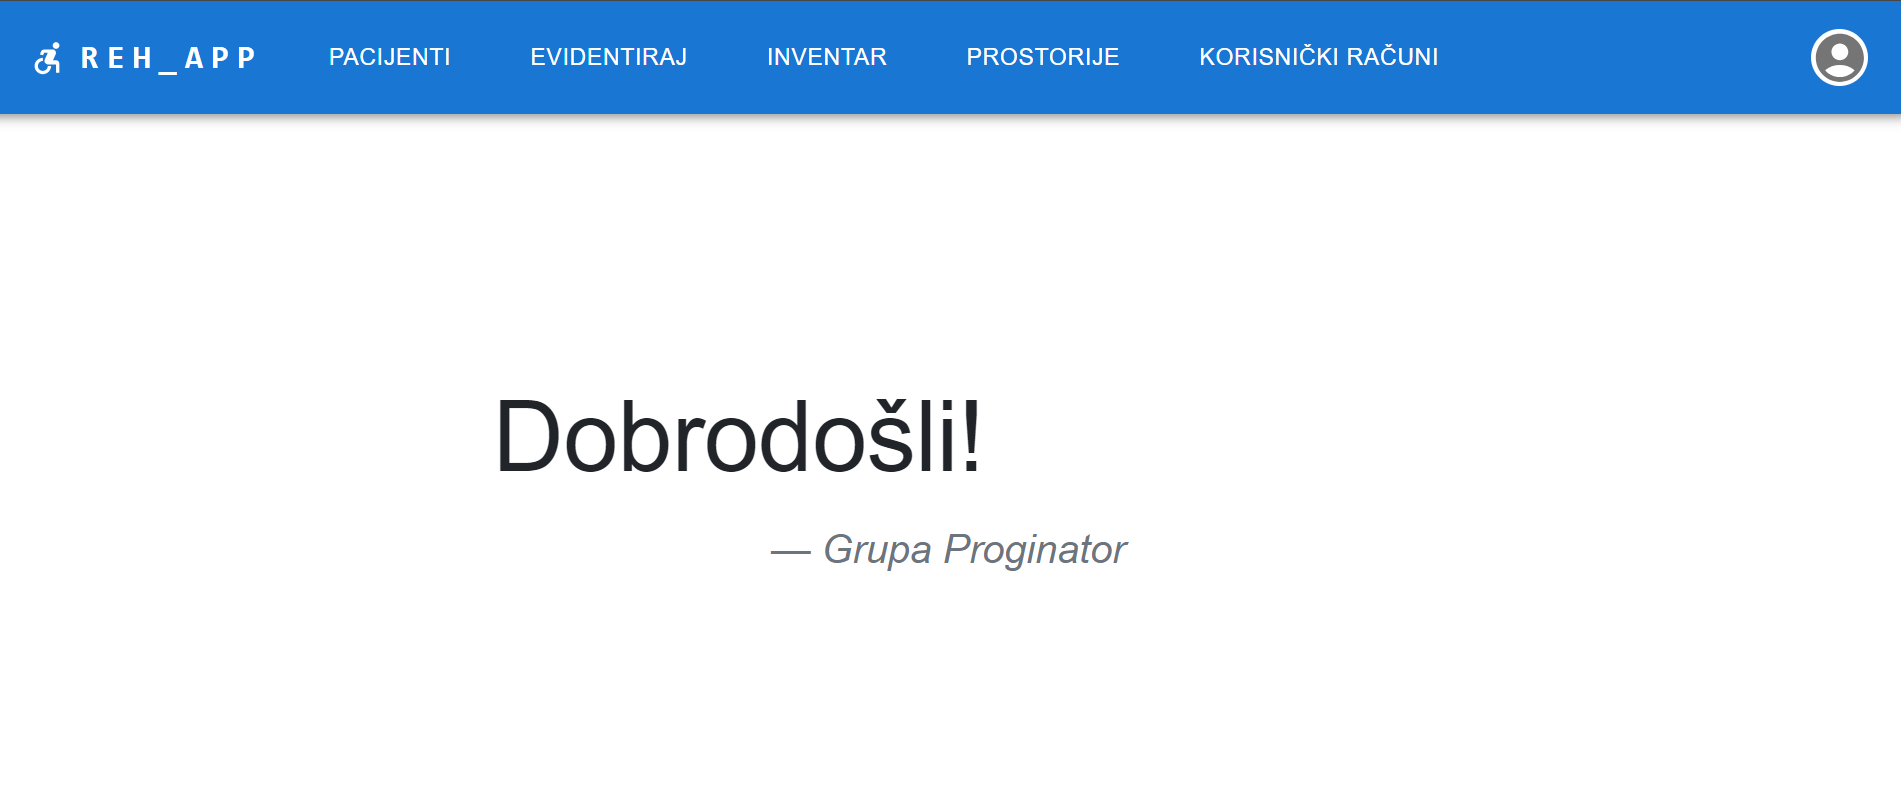 REH_APP PACIJENTI EVIDENTIRAJ INVENTAR PROSTORIJE KORISNIČKI RAČUNI
Dobrodošli!
— Grupa Proginator